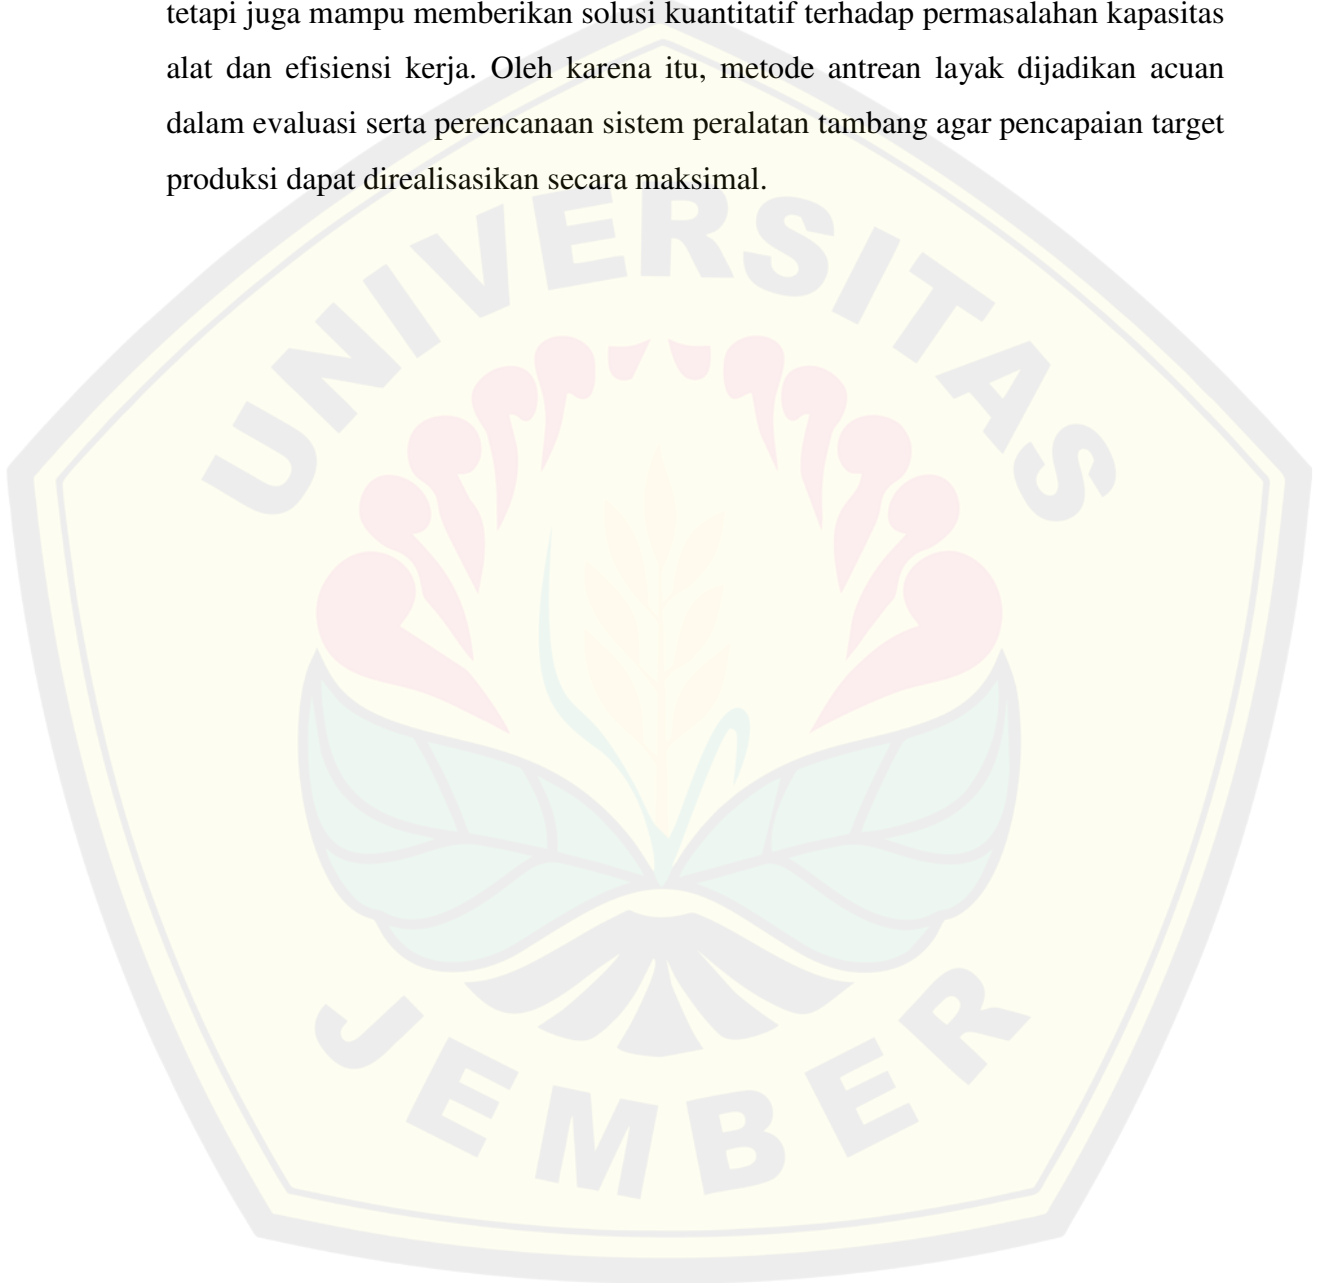 tetapi juga mampu memberikan solusi kuantitatif terhadap permasalahan kapasitas
alat dan efisiensi kerja. Oleh karena itu, metode antrean layak dijadikan acuan
dalam evaluasi serta perencanaan sistem peralatan tambang agar pencapaian target
produksi dapat direalisasikan secara maksimal.
UNIVERSITAS
JEMBER